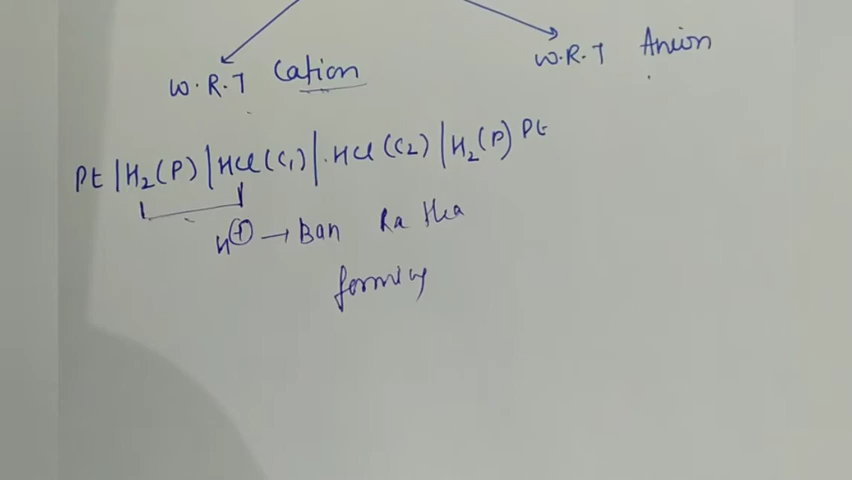 W.R.T Cation
W.R.T Anion
Pt | H₂(P) | HCl(C₁) | HCl(C₂) | H₂(P) Pt
H⊕ → Ban Ra tha
forming